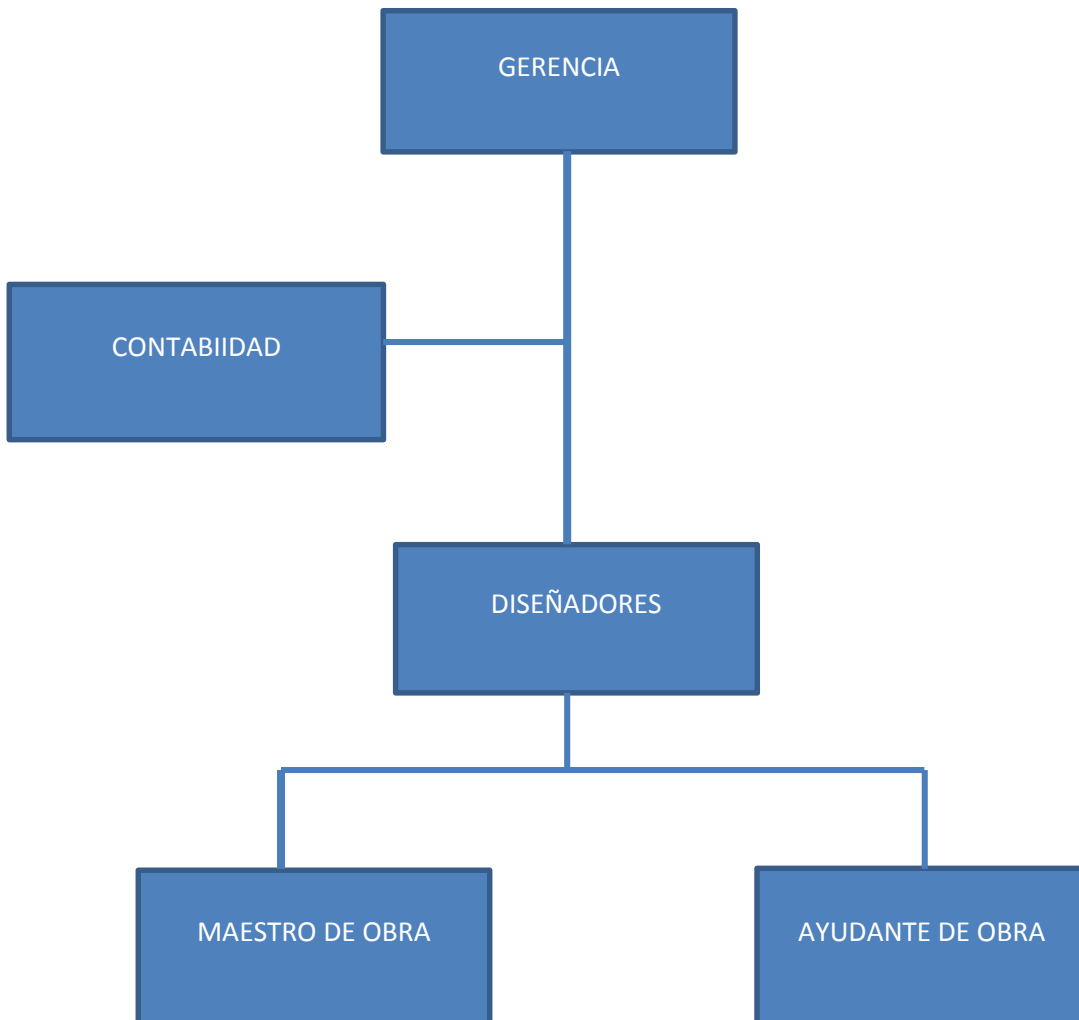 GERENCIA
CONTABIIDAD
DISEÑADORES
MAESTRO DE OBRA
AYUDANTE DE OBRA